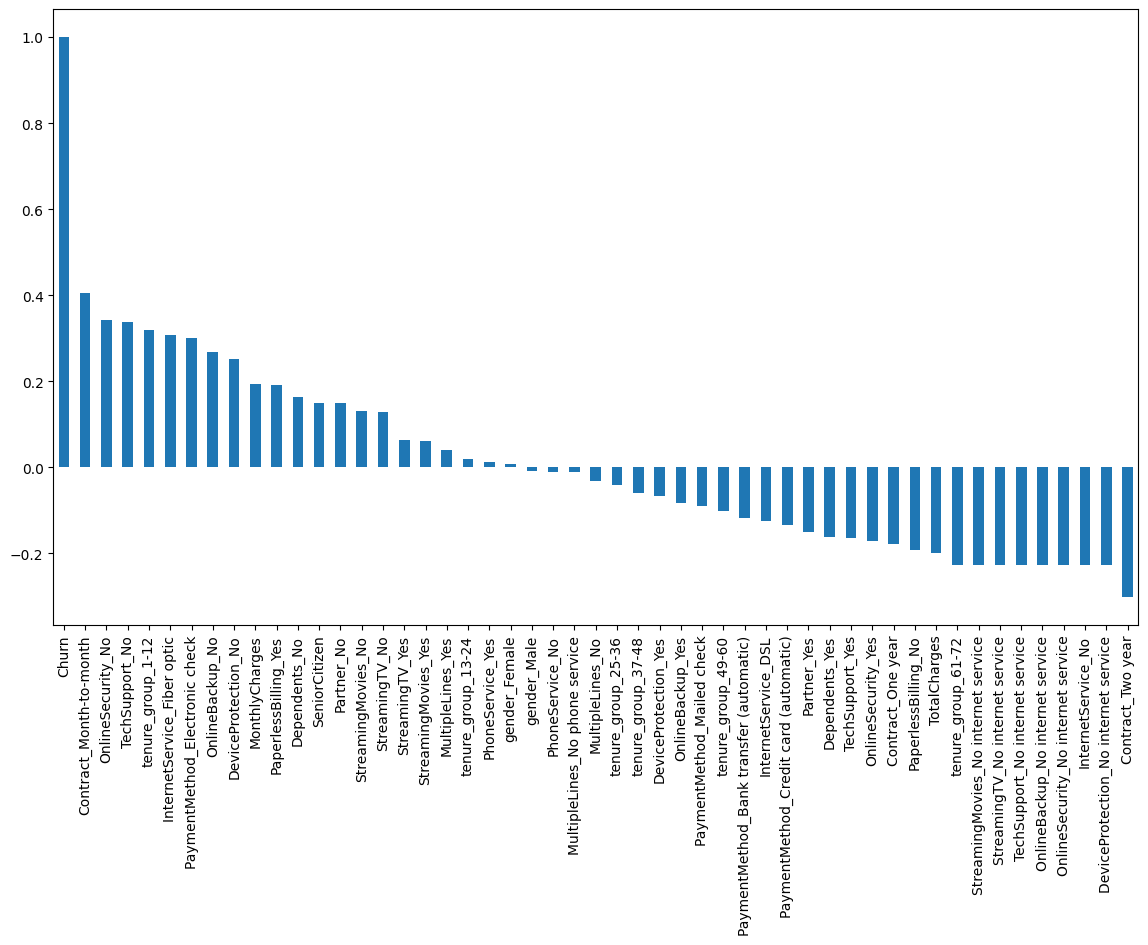 1.0
0.8
0.6
0.4
0.2
0.0
−0.2
Churn
Contract_Month-to-month
OnlineSecurity_No
TechSupport_No
tenure_group_1-12
InternetService_Fiber optic
PaymentMethod_Electronic check
OnlineBackup_No
DeviceProtection_No
MonthlyCharges
PaperlessBilling_Yes
Dependents_No
SeniorCitizen
Partner_No
StreamingMovies_No
StreamingTV_No
StreamingTV_Yes
StreamingMovies_Yes
MultipleLines_Yes
tenure_group_13-24
PhoneService_Yes
gender_Female
gender_Male
PhoneService_No
MultipleLines_No phone service
MultipleLines_No
tenure_group_25-36
tenure_group_37-48
DeviceProtection_Yes
OnlineBackup_Yes
PaymentMethod_Mailed check
tenure_group_49-60
PaymentMethod_Bank transfer (automatic)
InternetService_DSL
PaymentMethod_Credit card (automatic)
Partner_Yes
Dependents_Yes
TechSupport_Yes
OnlineSecurity_Yes
Contract_One year
PaperlessBilling_No
TotalCharges
tenure_group_61-72
StreamingMovies_No internet service
StreamingTV_No internet service
TechSupport_No internet service
OnlineBackup_No internet service
OnlineSecurity_No internet service
InternetService_No
DeviceProtection_No internet service
Contract_Two year